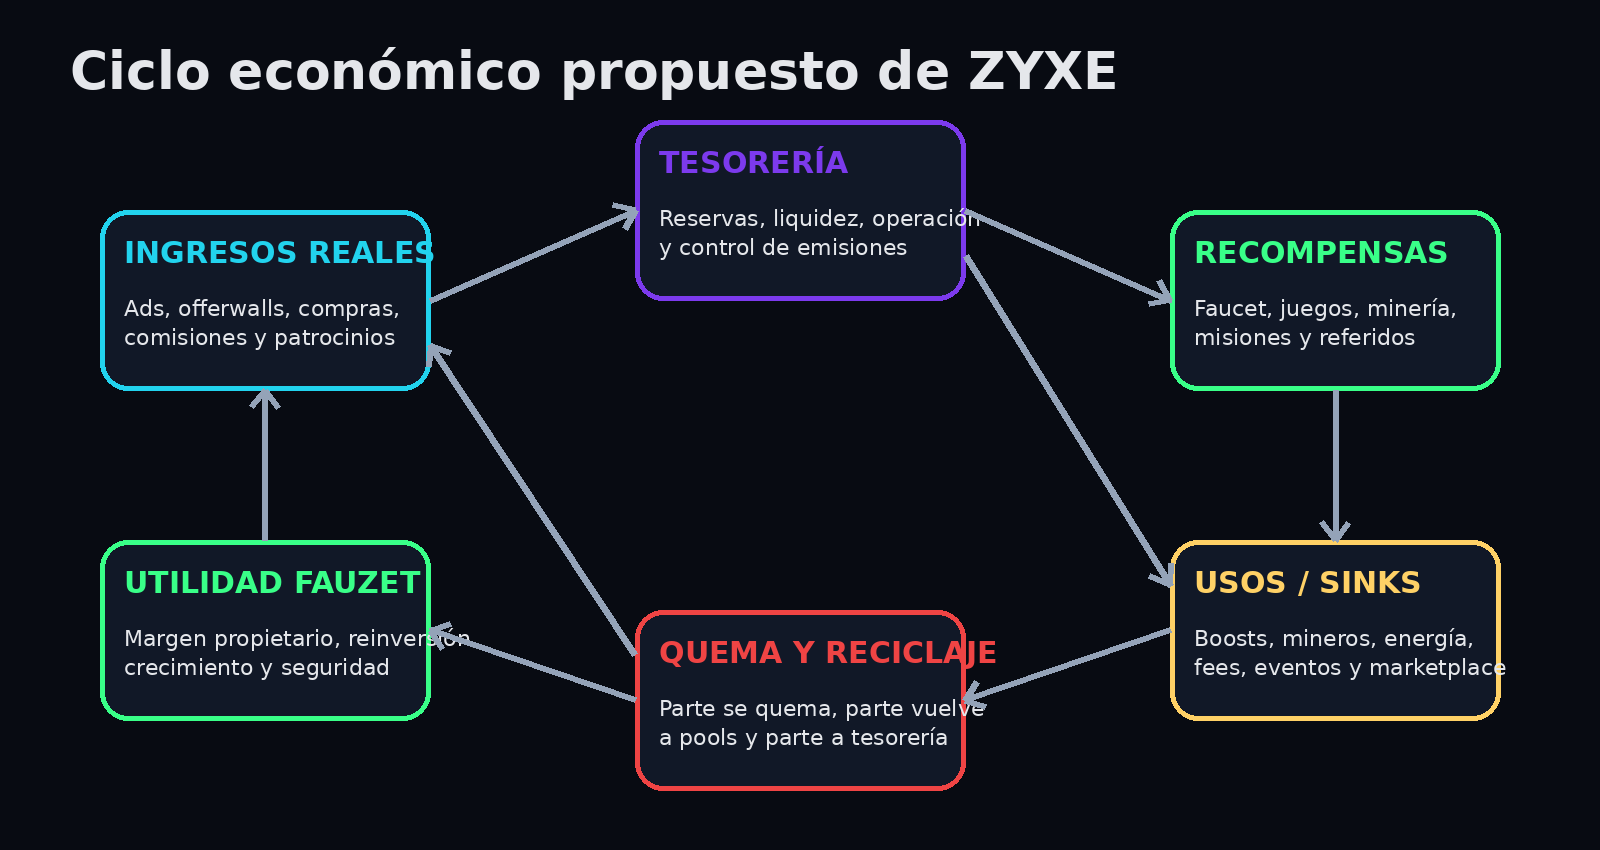 Ciclo económico propuesto de ZYXE
TESORERÍA
Reservas, liquidez, operación
y control de emisiones
INGRESOS REALES
Ads, offerwalls, compras,
comisiones y patrocinios
RECOMPENSAS
Faucet, juegos, minería,
misiones y referidos
UTILIDAD FAUZET
Margen propietario, reinversión
crecimiento y seguridad
QUEMA Y RECICLAJE
Parte se quema, parte vuelve
a pools y parte a tesorería
USOS / SINKS
Boosts, mineros, energía,
fees, eventos y marketplace